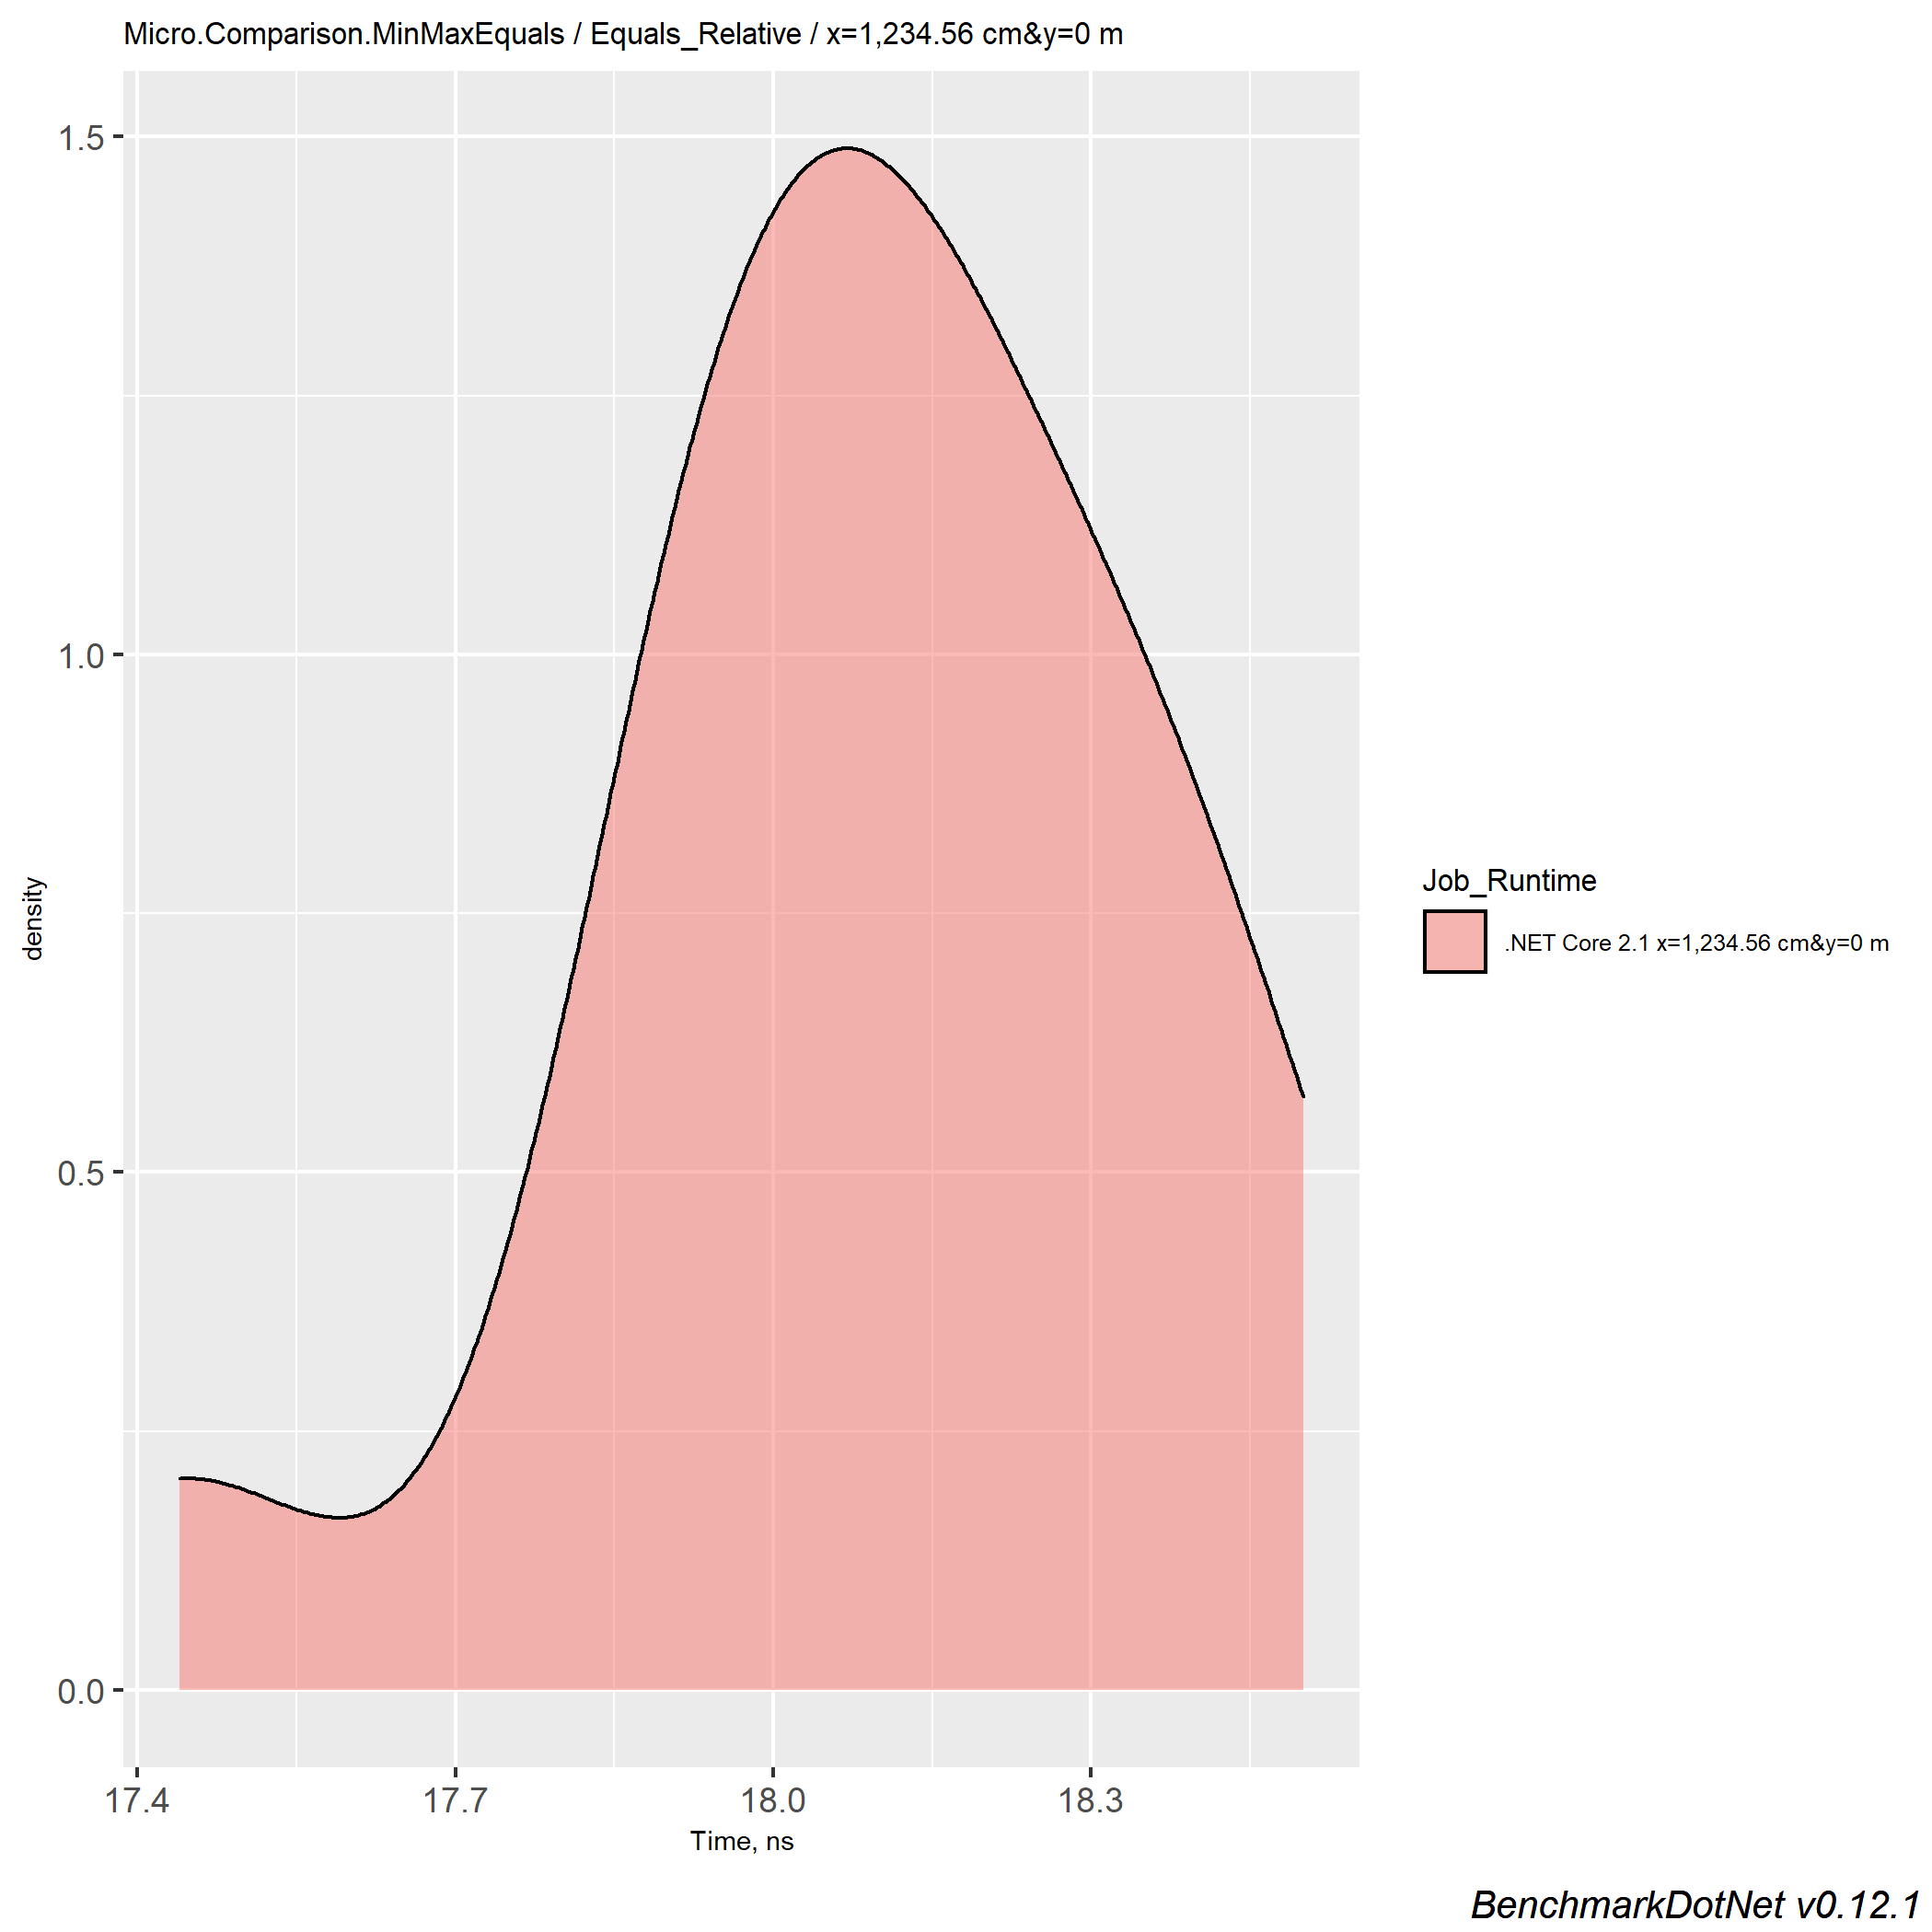 Micro.Comparison.MinMaxEquals / Equals_Relative / x=1,234.56 cm&y=0 m
1.5
1.0
0.5
0.0
density
17.4 17.7 18.0 18.3
Time, ns
Job_Runtime
.NET Core 2.1 x=1,234.56 cm&y=0 m
BenchmarkDotNet v0.12.1